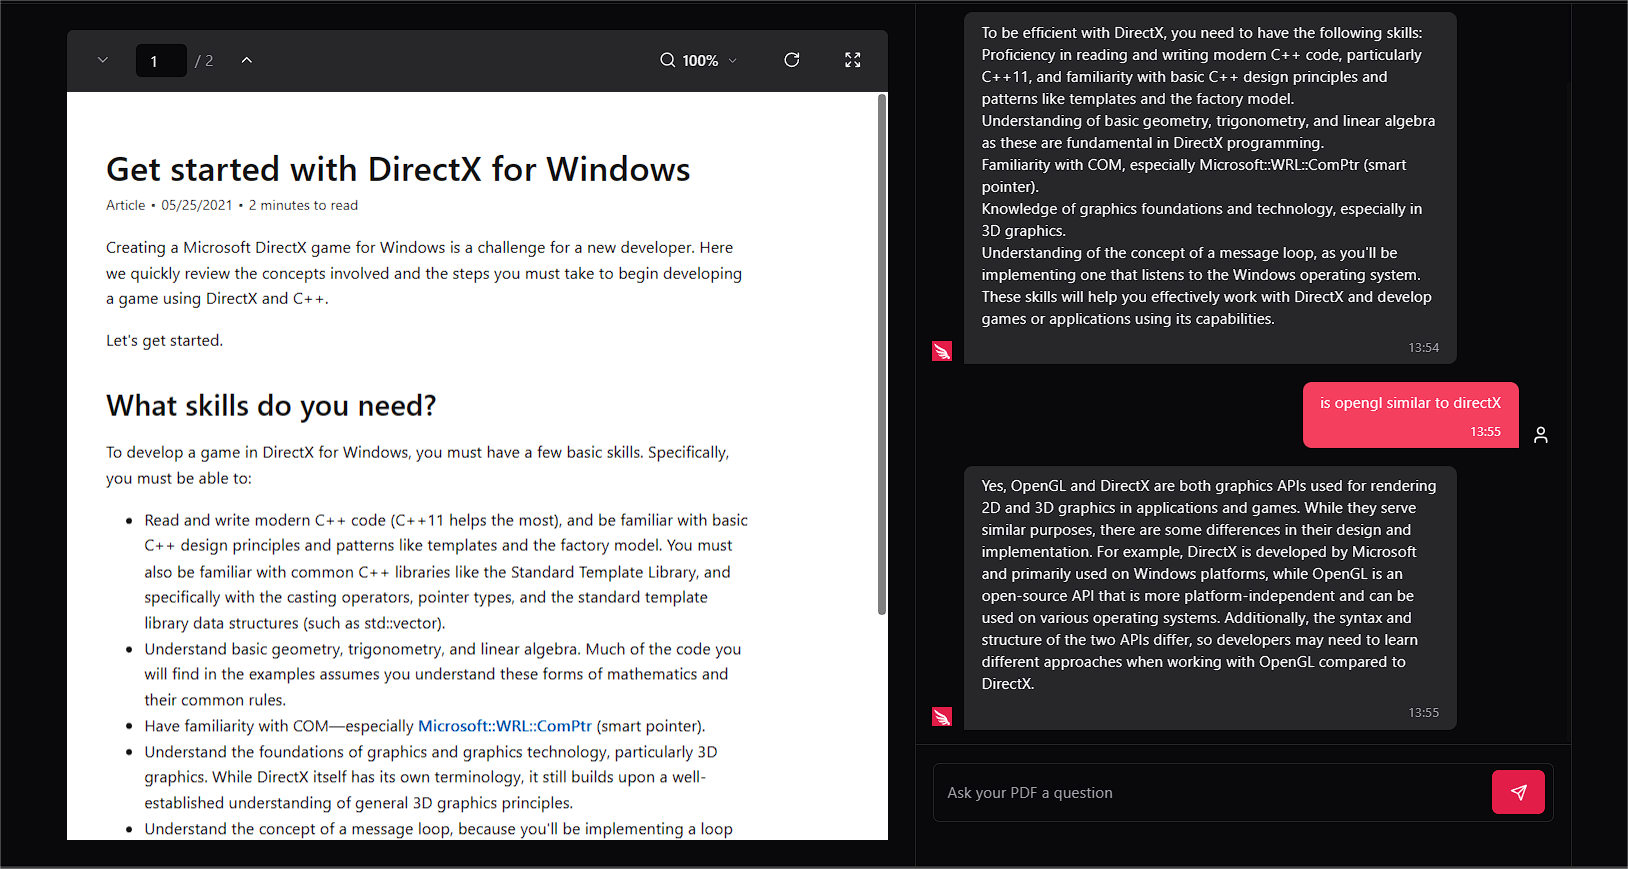 1 / 2
100%
Get started with DirectX for Windows
Article • 05/25/2021 • 2 minutes to read
Creating a Microsoft DirectX game for Windows is a challenge for a new developer. Here
we quickly review the concepts involved and the steps you must take to begin developing
a game using DirectX and C++.
Let's get started.
What skills do you need?
To develop a game in DirectX for Windows, you must have a few basic skills. Specifically,
you must be able to:
• Read and write modern C++ code (C++11 helps the most), and be familiar with basic
C++ design principles and patterns like templates and the factory model. You must
also be familiar with common C++ libraries like the Standard Template Library, and
specifically with the casting operators, pointer types, and the standard template
library data structures (such as std::vector).
• Understand basic geometry, trigonometry, and linear algebra. Much of the code you
will find in the examples assumes you understand these forms of mathematics and
their common rules.
• Have familiarity with COM—especially Microsoft::WRL::ComPtr (smart pointer).
• Understand the foundations of graphics and graphics technology, particularly 3D
graphics. While DirectX itself has its own terminology, it still builds upon a well-
established understanding of general 3D graphics principles.
• Understand the concept of a message loop, because you'll be implementing a loop
To be efficient with DirectX, you need to have the following skills:
Proficiency in reading and writing modern C++ code, particularly
C++11, and familiarity with basic C++ design principles and
patterns like templates and the factory model.
Understanding of basic geometry, trigonometry, and linear algebra
as these are fundamental in DirectX programming.
Familiarity with COM, especially Microsoft::WRL::ComPtr (smart
pointer).
Knowledge of graphics foundations and technology, especially in
3D graphics.
Understanding of the concept of a message loop, as you'll be
implementing one that listens to the Windows operating system.
These skills will help you effectively work with DirectX and develop
games or applications using its capabilities.
13:54
is opengl similar to directX
13:55
Yes, OpenGL and DirectX are both graphics APIs used for rendering
2D and 3D graphics in applications and games. While they serve
similar purposes, there are some differences in their design and
implementation. For example, DirectX is developed by Microsoft
and primarily used on Windows platforms, while OpenGL is an
open-source API that is more platform-independent and can be
used on various operating systems. Additionally, the syntax and
structure of the two APIs differ, so developers may need to learn
different approaches when working with OpenGL compared to
DirectX.
13:55
Ask your PDF a question